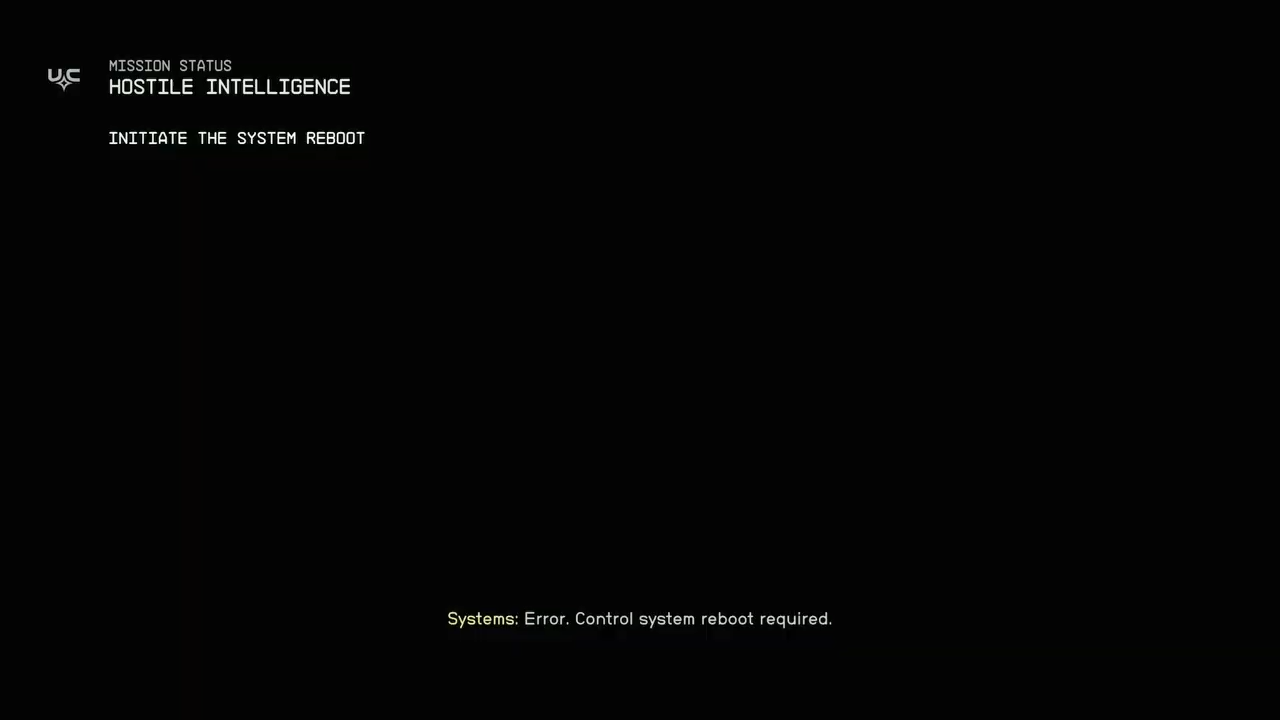 UC
MISSION STATUS
HOSTILE INTELLIGENCE
INITIATE THE SYSTEM REBOOT
Systems: Error. Control system reboot required.